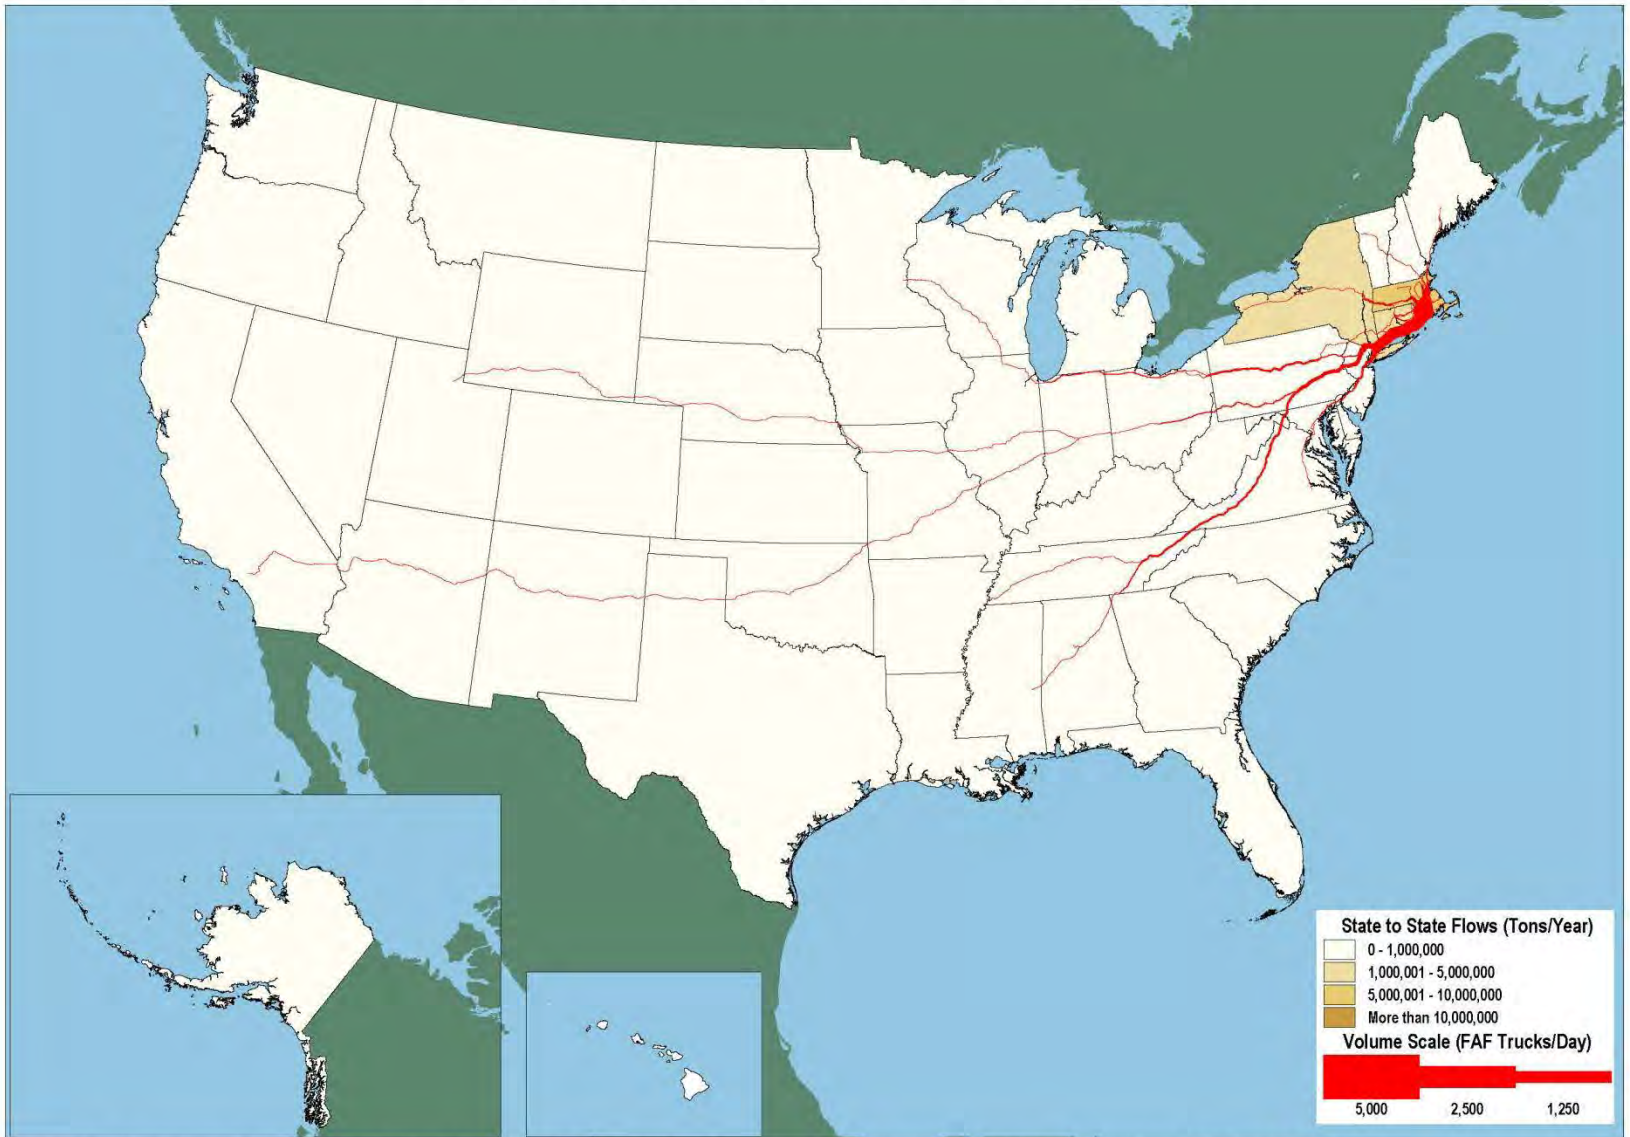 State to State Flows (Tons/Year)
0 - 1,000,000
1,000,001 - 5,000,000
5,000,001 - 10,000,000
More than 10,000,000
Volume Scale (FAF Trucks/Day)
5,000 2,500 1,250